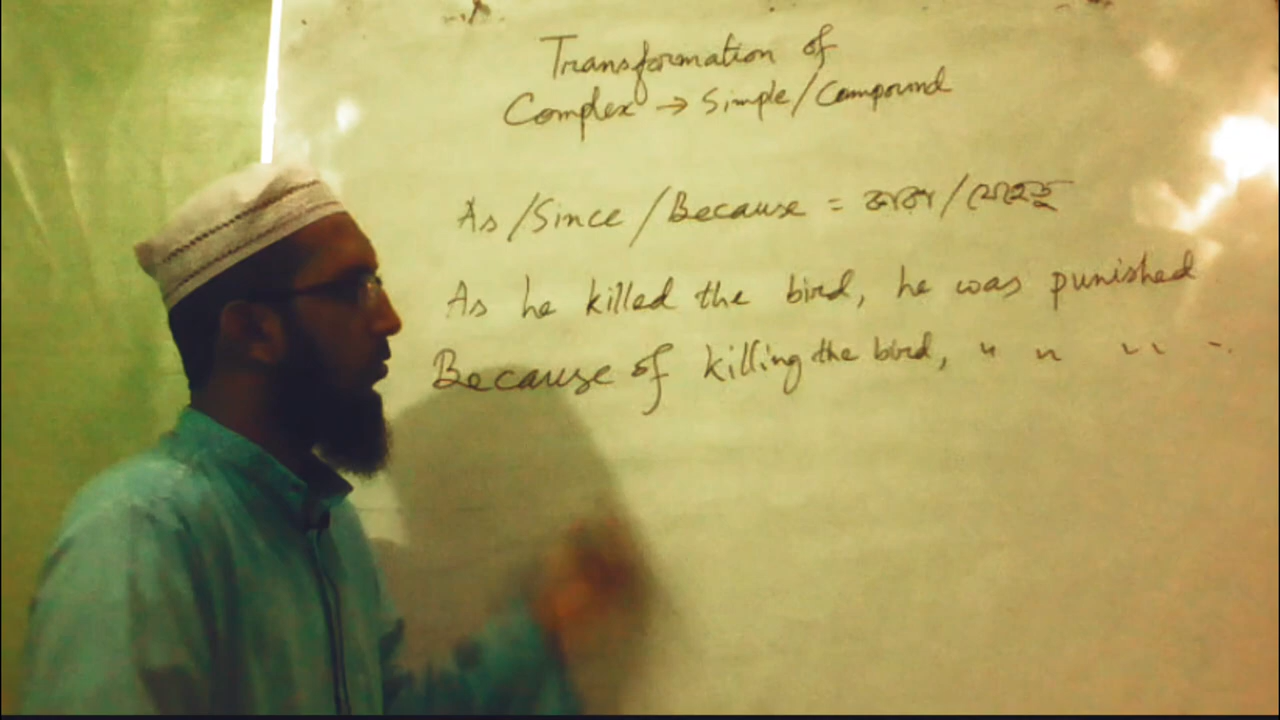 Transformation of
Complex → Simple/Compound
As/Since/Because = কারণ/যেহেতু
As he killed the bird, he was punished
Because of killing the bird, " " " "